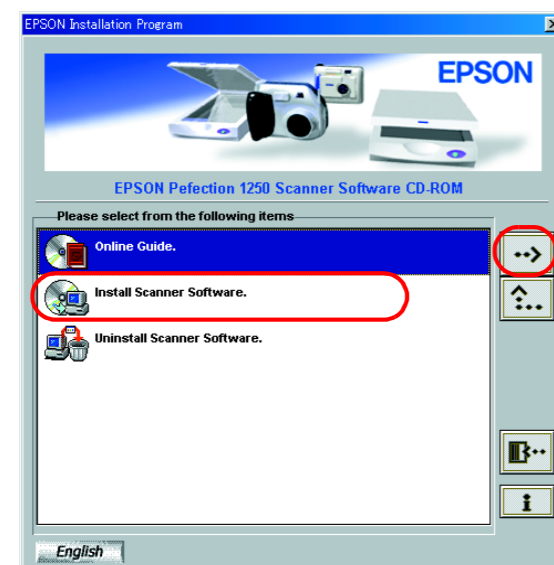 EPSON Installation Program
EPSON
EPSON Pefection 1250 Scanner Software CD-ROM
Please select from the following items
Online Guide.
Install Scanner Software.
Uninstall Scanner Software.
English